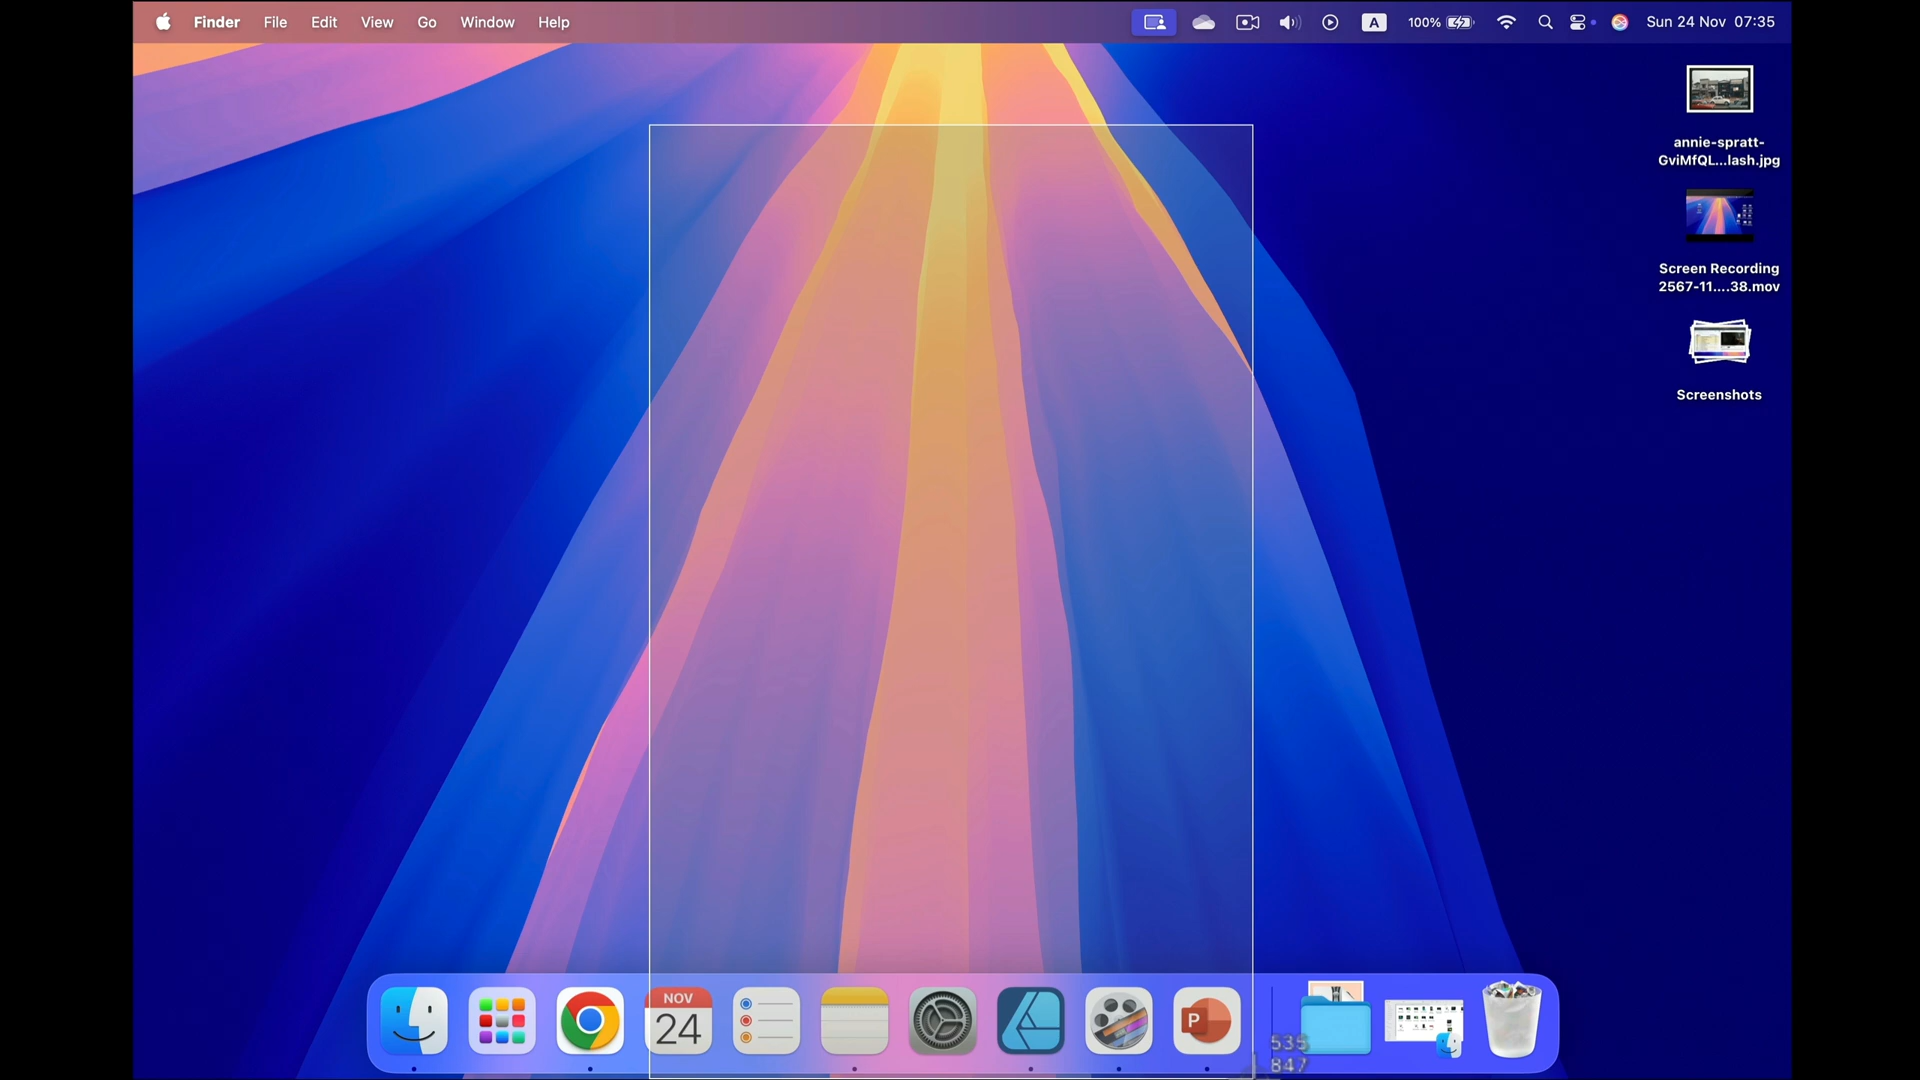 Finder File Edit View Go Window Help A 100% Sun 24 Nov 07:35
annie-spratt-
GviMfQL...lash.jpg
Screen Recording
2567-11....38.mov
Screenshots
NOV
24
P
535
847